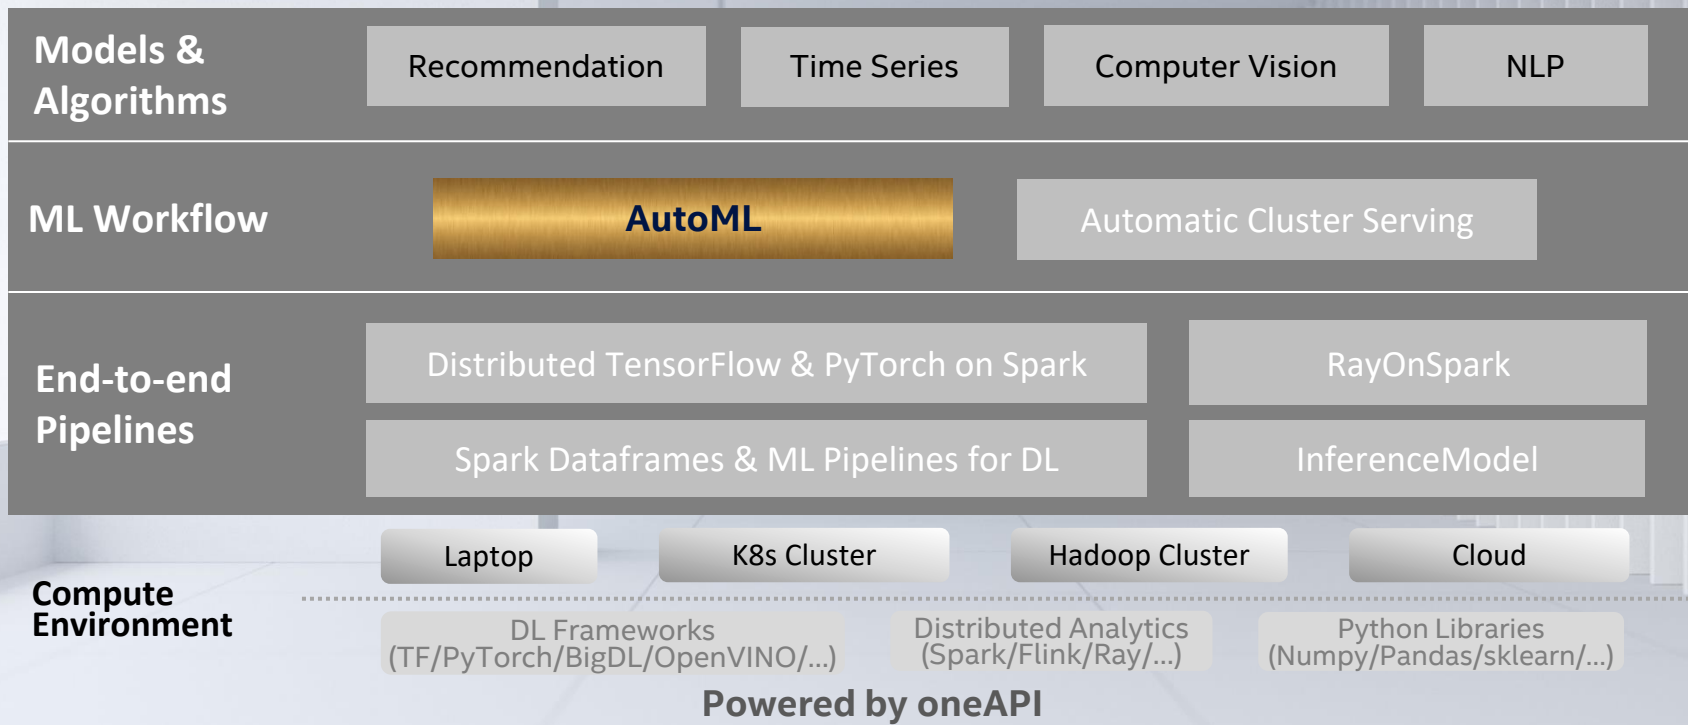 Models &
Algorithms
Recommendation
Time Series
Computer Vision
NLP
ML Workflow
AutoML
Automatic Cluster Serving
End-to-end
Pipelines
Distributed TensorFlow & PyTorch on Spark
RayOnSpark
Spark Dataframes & ML Pipelines for DL
InferenceModel
Compute
Environment
Laptop
K8s Cluster
Hadoop Cluster
Cloud
DL Frameworks
(TF/PyTorch/BigDL/OpenVINO/...)
Distributed Analytics
(Spark/Flink/Ray/...)
Python Libraries
(Numpy/Pandas/sklearn/...)
Powered by oneAPI